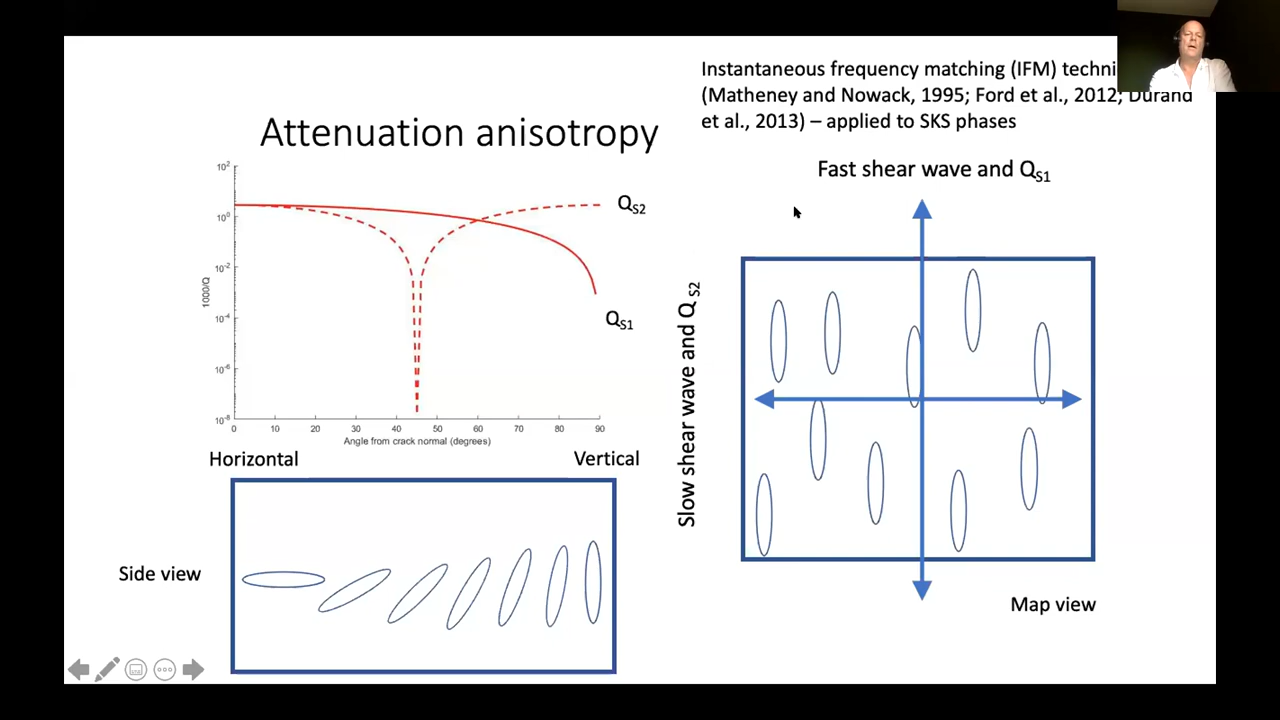 Instantaneous frequency matching (IFM)
(Matheney and Nowack, 1995; Ford et al., 2012; Durand
et al., 2013) – applied to SKS phases
Attenuation anisotropy
Fast shear wave and QS1
10²
10⁰
10⁻²
10⁻⁴
10⁻⁶
10⁻⁸
1000/Q
QS2
QS1
0 10 20 30 40 50 60 70 80 90
Angle from crack normal (degrees)
Horizontal
Vertical
Side view
Slow shear wave and Q S2
Map view